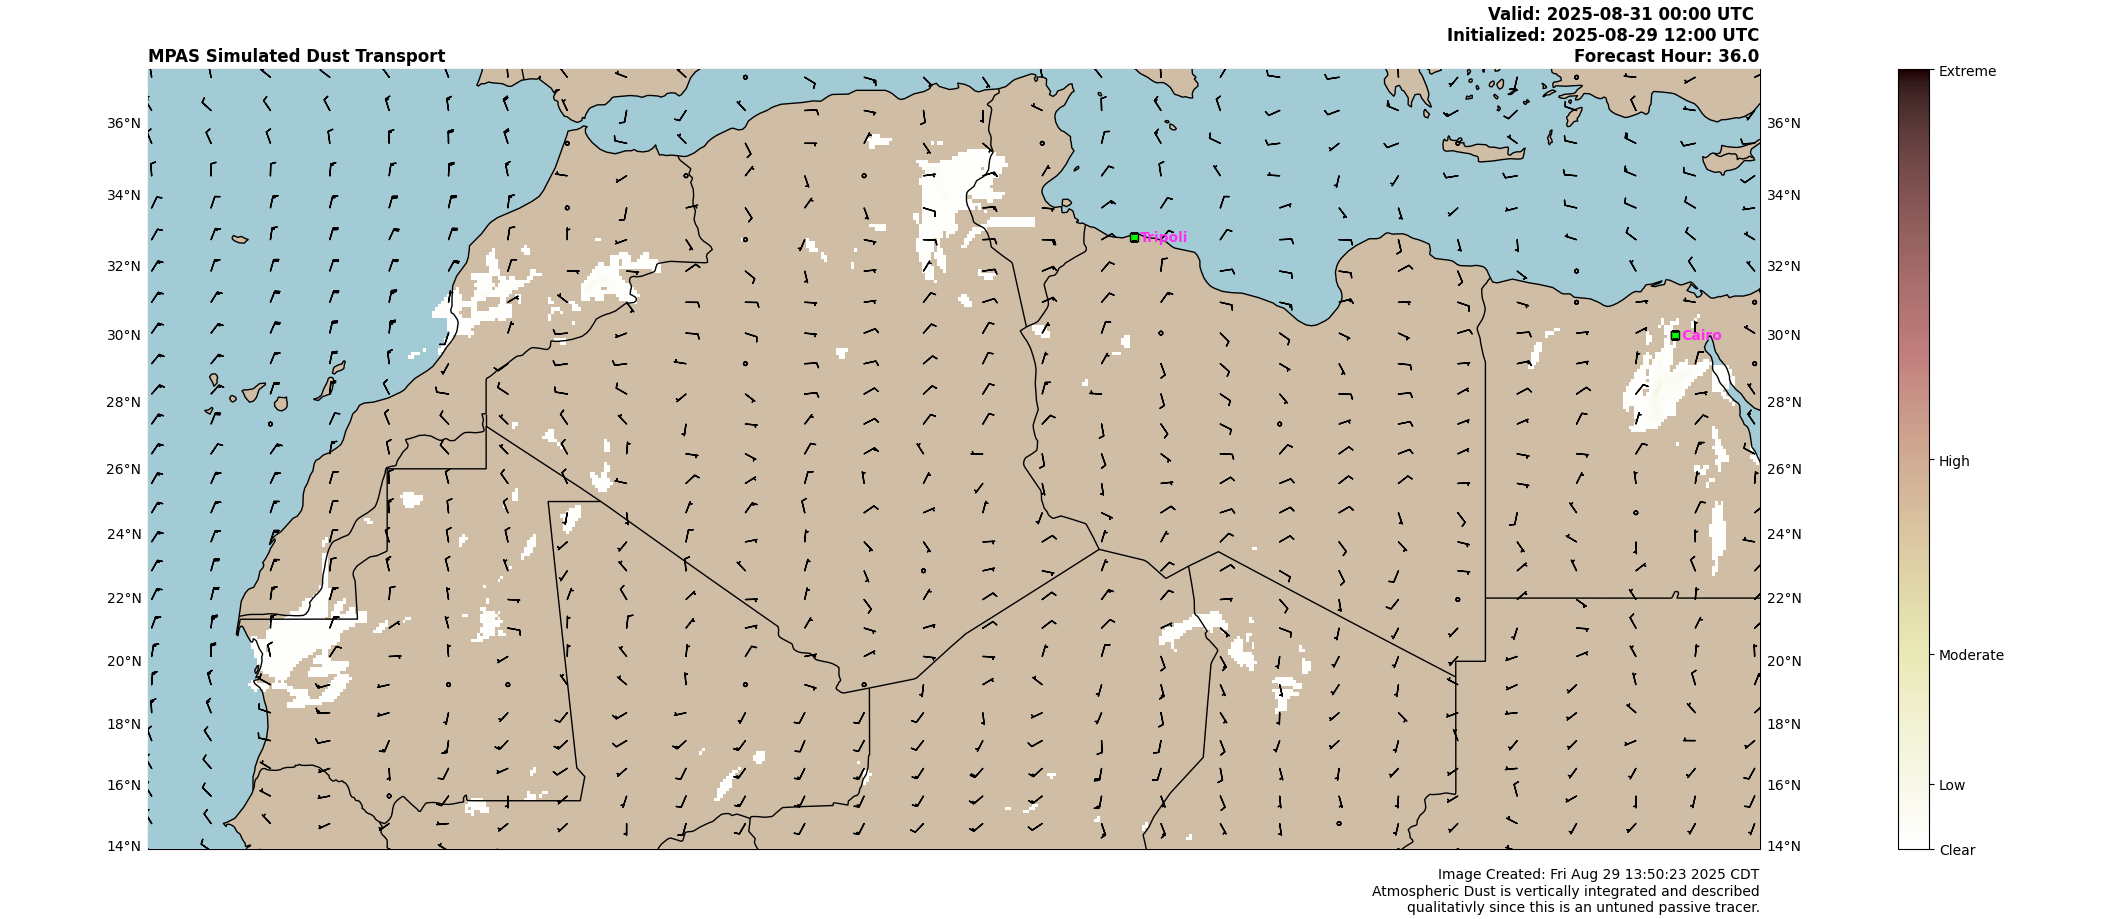 Valid: 2025-08-31 00:00 UTC
Initialized: 2025-08-29 12:00 UTC
MPAS Simulated Dust Transport
Forecast Hour: 36.0
Extreme
36°N
36°N
34°N
34°N
Tripoli
32°N
32°N
30°N
Cairo
30°N
28°N
28°N
26°N
26°N
High
24°N
24°N
22°N
22°N
20°N
20°N
Moderate
18°N
18°N
16°N
16°N
Low
14°N
14°N
Clear
Image Created: Fri Aug 29 13:50:23 2025 CDT
Atmospheric Dust is vertically integrated and described
qualitativly since this is an untuned passive tracer.